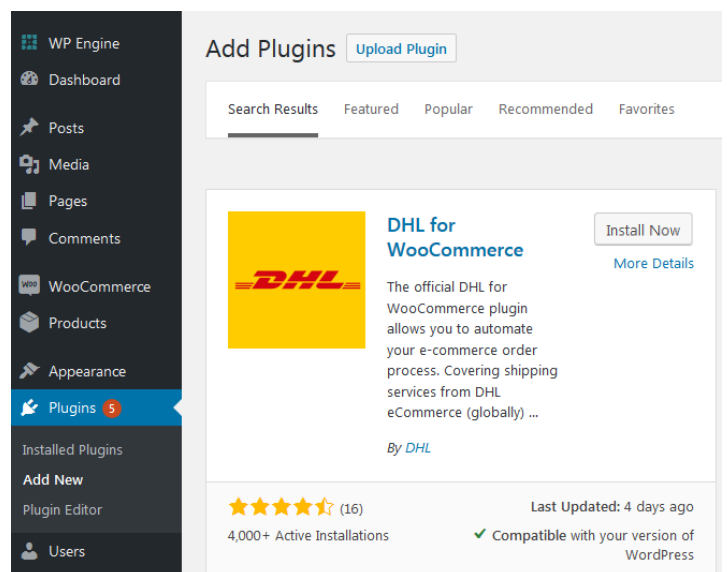 WP Engine
Dashboard
Posts
Media
Pages
Comments
WOO
WooCommerce
Products
Appearance
Plugins 5
Installed Plugins
Add New
Plugin Editor
Users
Add Plugins Upload Plugin
Search Results Featured Popular Recommended Favorites
DHL
DHL for
WooCommerce
Install Now
More Details
The official DHL for
WooCommerce plugin
allows you to automate
your e-commerce order
process. Covering shipping
services from DHL
eCommerce (globally) ...
By DHL
(16)
4,000+ Active Installations
Last Updated: 4 days ago
Compatible with your version of
WordPress